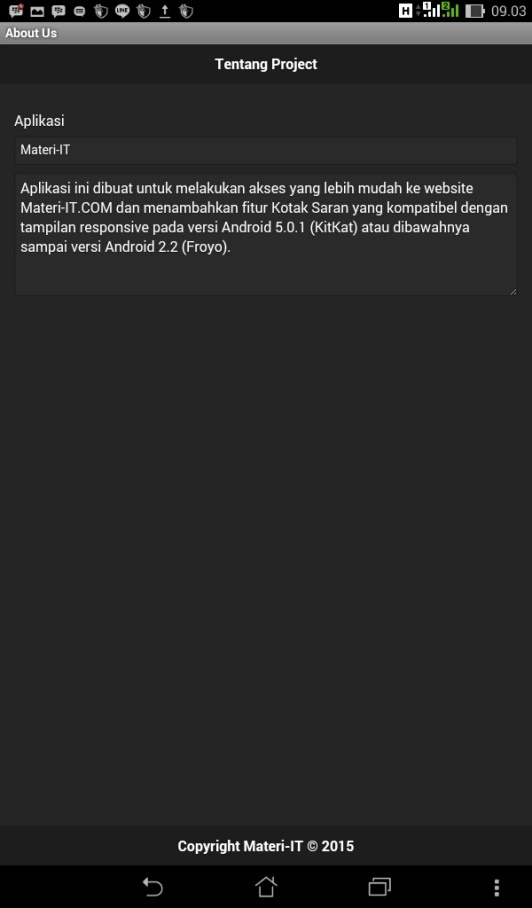 H 1 2 09.03
About Us
Tentang Project
Aplikasi
Materi-IT
Aplikasi ini dibuat untuk melakukan akses yang lebih mudah ke website
Materi-IT.COM dan menambahkan fitur Kotak Saran yang kompatibel dengan
tampilan responsive pada versi Android 5.0.1 (KitKat) atau dibawahnya
sampai versi Android 2.2 (Froyo).
Copyright Materi-IT © 2015